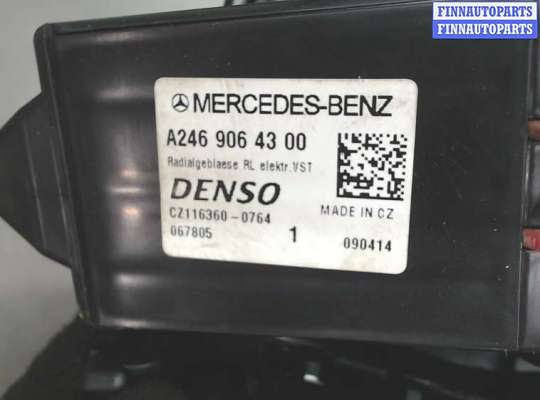 FINNAUTOPARTS
FINNAUTOPARTS
MERCEDES-BENZ
A246 906 43 00
Radialgeblaese RL elektr.VST
DENSO
MADE IN CZ
CZ116360-0764
067805 1 090414